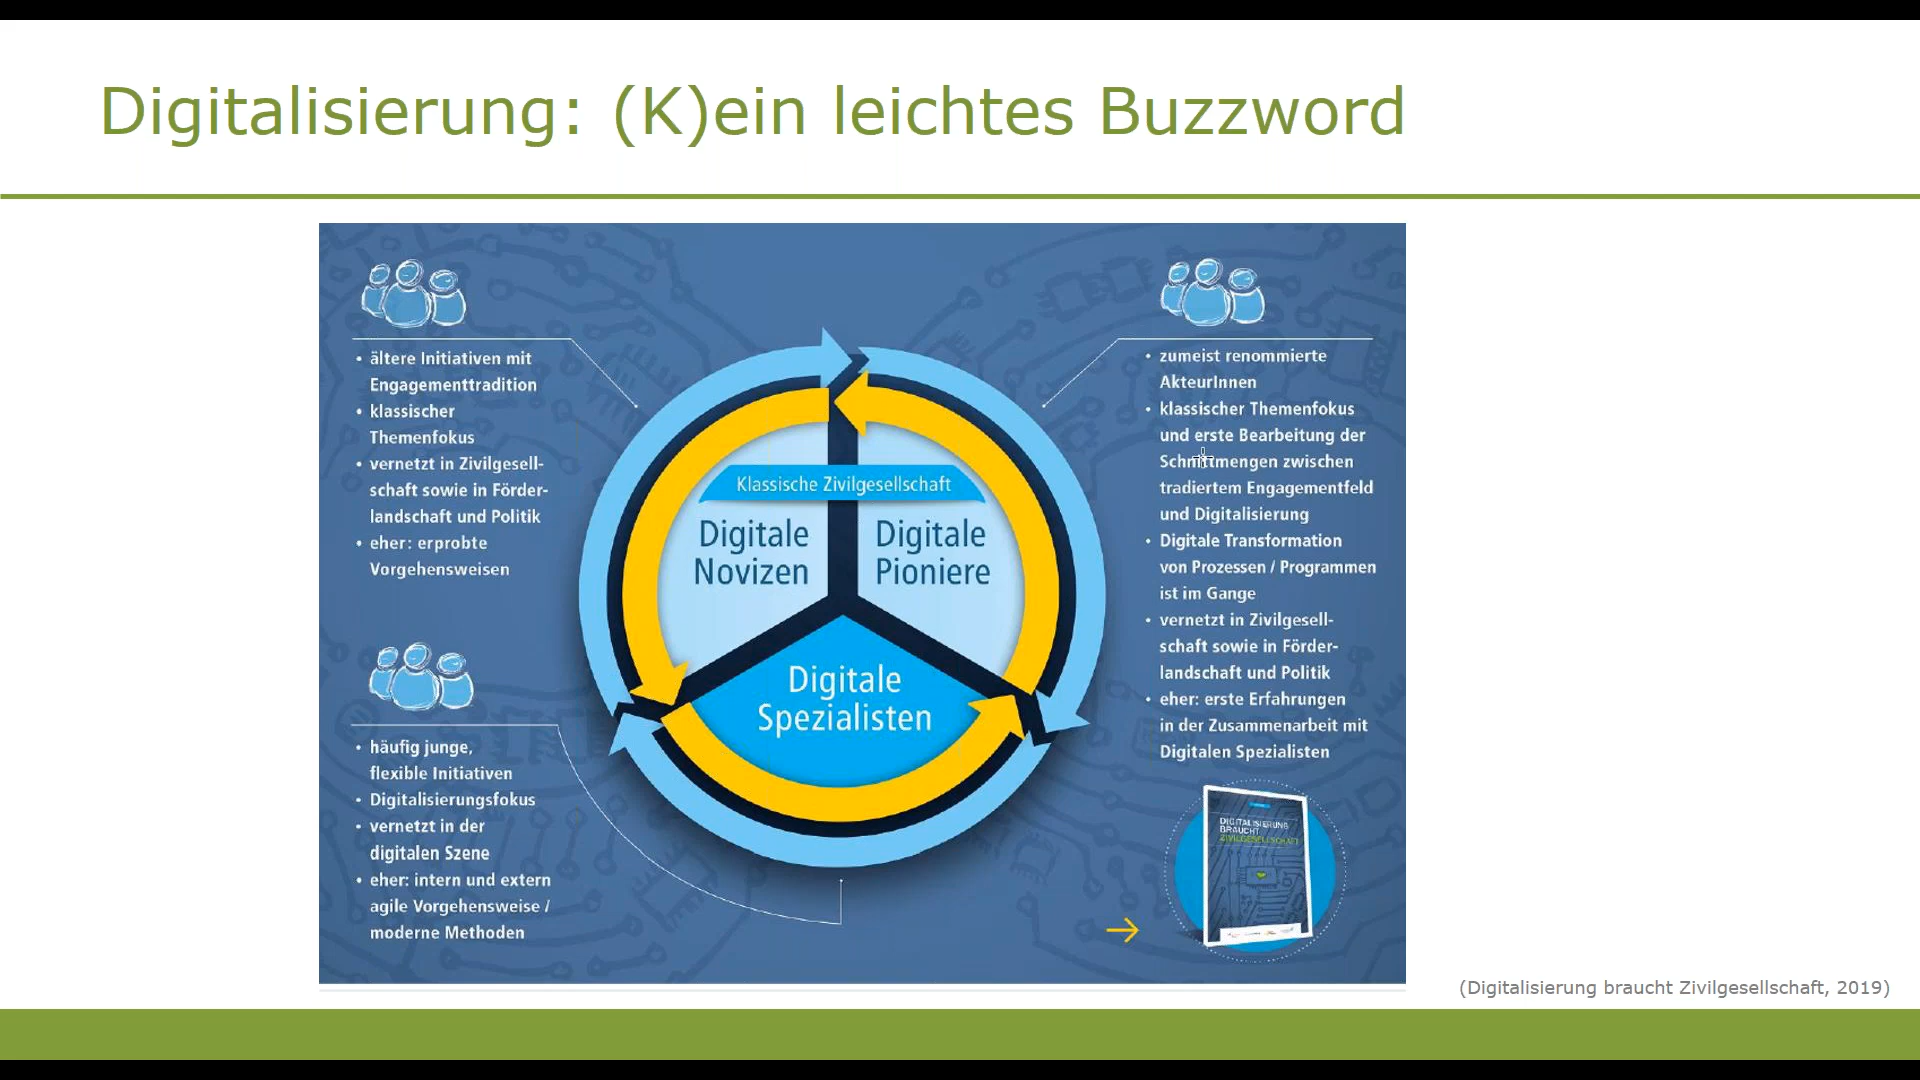 Digitalisierung: (K)ein leichtes Buzzword
• ältere Initiativen mit
Engagementtradition
• klassischer
Themenfokus
• vernetzt in Zivilgesell-
schaft sowie in Förder-
landschaft und Politik
• eher: erprobte
Vorgehensweisen
• häufig junge,
flexible Initiativen
• Digitalisierungsfokus
• vernetzt in der
digitalen Szene
• eher: intern und extern
agile Vorgehensweise /
moderne Methoden
Klassische Zivilgesellschaft
Digitale
Novizen
Digitale
Pioniere
Digitale
Spezialisten
• zumeist renommierte
AkteurInnen
• klassischer Themenfokus
und erste Bearbeitung der
Schnittmengen zwischen
tradiertem Engagementfeld
und Digitalisierung
• Digitale Transformation
von Prozessen / Programmen
ist im Gange
• vernetzt in Zivilgesell-
schaft sowie in Förder-
landschaft und Politik
• eher: erste Erfahrungen
in der Zusammenarbeit mit
Digitalen Spezialisten
DIGITALISIERUNG
BRAUCHT
ZIVILGESELLSCHAFT
(Digitalisierung braucht Zivilgesellschaft, 2019)